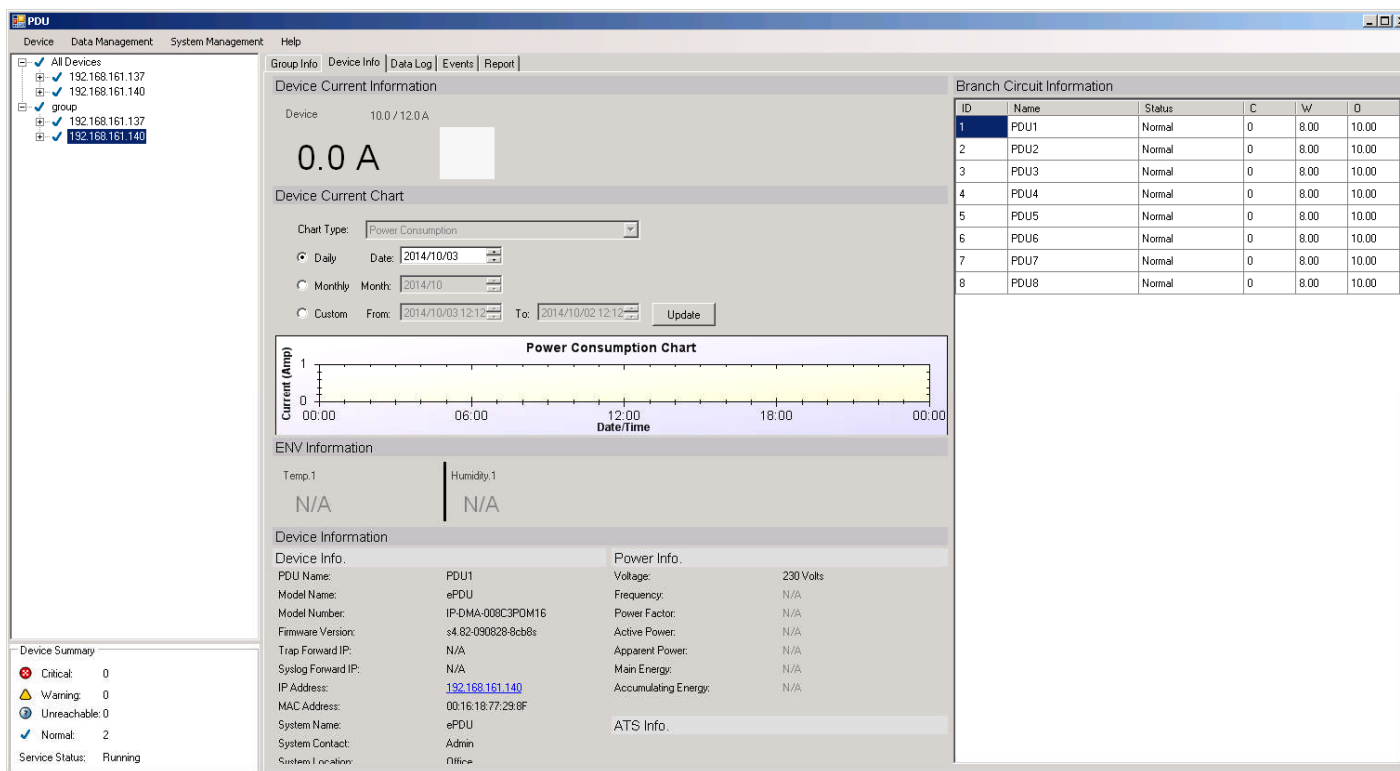 PDU
Device Data Management System Management Help
All Devices
192.168.161.137
192.168.161.140
group
192.168.161.137
192.168.161.140
Device Summary
Critical: 0
Warning: 0
Unreachable: 0
Normal: 2
Service Status: Running
Group Info Device Info Data Log Events Report
Device Current Information
Device 10.0 / 12.0 A
0.0 A
Device Current Chart
Chart Type: Power Consumption
Daily Date: 2014/10/03
Monthly Month: 2014/10
Custom From: 2014/10/03 12:12 To: 2014/10/02 12:12 Update
Power Consumption Chart
Current (Amp)
1
0
00:00 06:00 12:00 18:00 00:00
Date/Time
ENV Information
Temp.1 Humidity.1
N/A N/A
Device Information
Device Info. Power Info.
PDU Name: PDU1 Voltage: 230 Volts
Model Name: ePDU Frequency: N/A
Model Number: IP-DMA-008C3POM16 Power Factor: N/A
Firmware Version: s4.82-090828-8cb8s Active Power: N/A
Trap Forward IP: N/A Apparent Power: N/A
Syslog Forward IP: N/A Main Energy: N/A
IP Address: 192.168.161.140 Accumulating Energy: N/A
MAC Address: 00:16:18:77:29:8F
System Name: ePDU ATS Info.
System Contact: Admin
System Location: Office
Branch Circuit Information
ID Name Status C W O
1 PDU1 Normal 0 8.00 10.00
2 PDU2 Normal 0 8.00 10.00
3 PDU3 Normal 0 8.00 10.00
4 PDU4 Normal 0 8.00 10.00
5 PDU5 Normal 0 8.00 10.00
6 PDU6 Normal 0 8.00 10.00
7 PDU7 Normal 0 8.00 10.00
8 PDU8 Normal 0 8.00 10.00